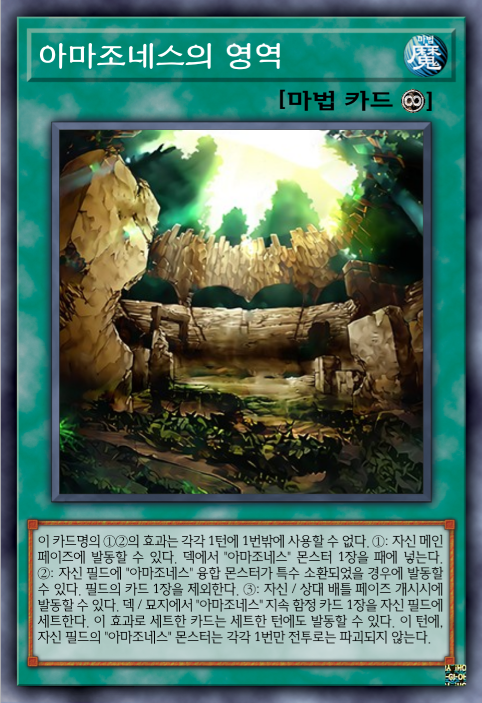 아마조네스의 영역
마법
魔
[마법 카드 ♾]
이 카드명의 ①②의 효과는 각각 1턴에 1번밖에 사용할 수 없다. ①: 자신 메인
페이즈에 발동할 수 있다. 덱에서 "아마조네스" 몬스터 1장을 패에 넣는다.
②: 자신 필드에 "아마조네스" 융합 몬스터가 특수 소환되었을 경우에 발동할
수 있다. 필드의 카드 1장을 제외한다. ③: 자신 / 상대 배틀 페이즈 개시시에
발동할 수 있다. 덱 / 묘지에서 "아마조네스" 지속 함정 카드 1장을 자신 필드에
세트한다. 이 효과로 세트한 카드는 세트한 턴에도 발동할 수 있다. 이 턴에,
자신 필드의 "아마조네스" 몬스터는 각각 1번만 전투로는 파괴되지 않는다.